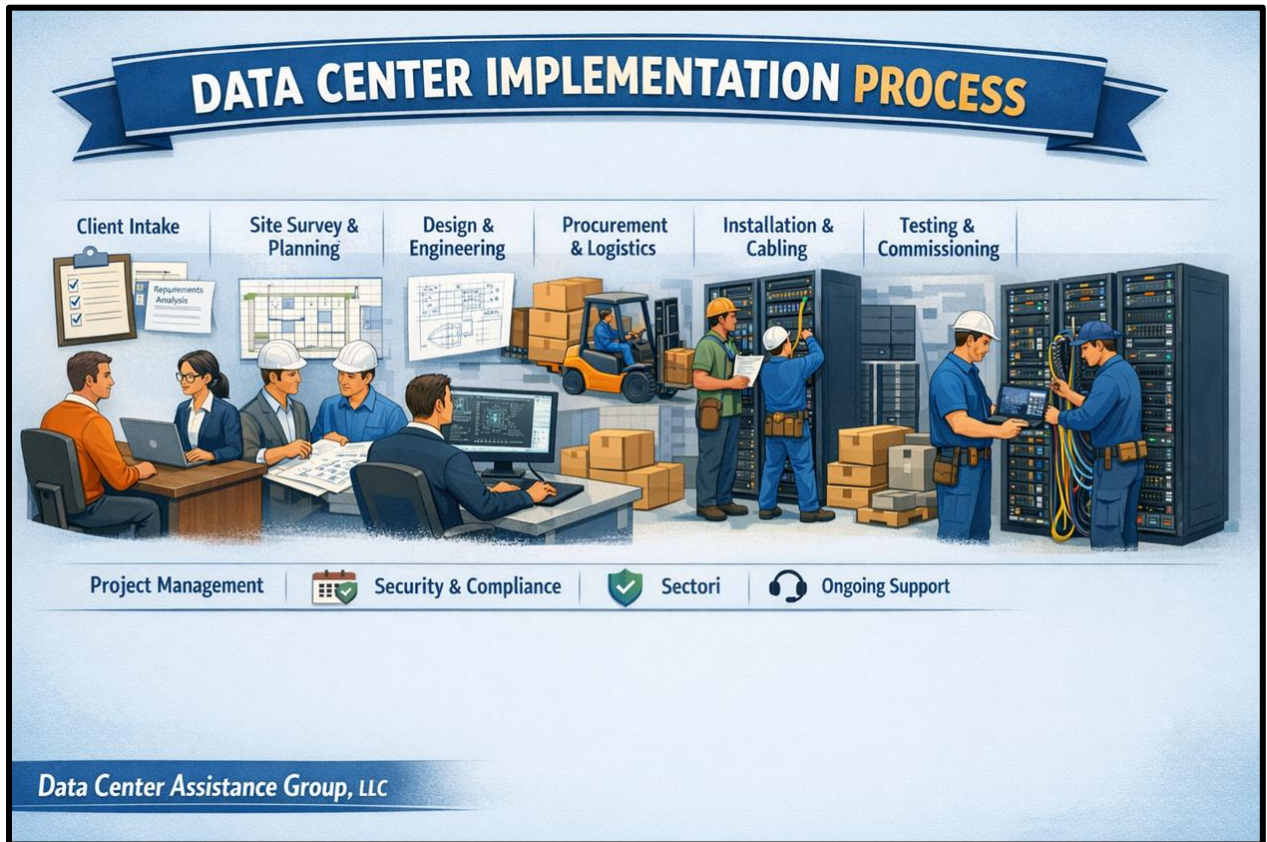 DATA CENTER IMPLEMENTATION PROCESS
Client Intake
Site Survey &
Planning
Design &
Engineering
Procurement
& Logistics
Installation &
Cabling
Testing &
Commissioning
Analysis
Project Management
Security & Compliance
Sectori
Ongoing Support
Data Center Assistance Group, LLC